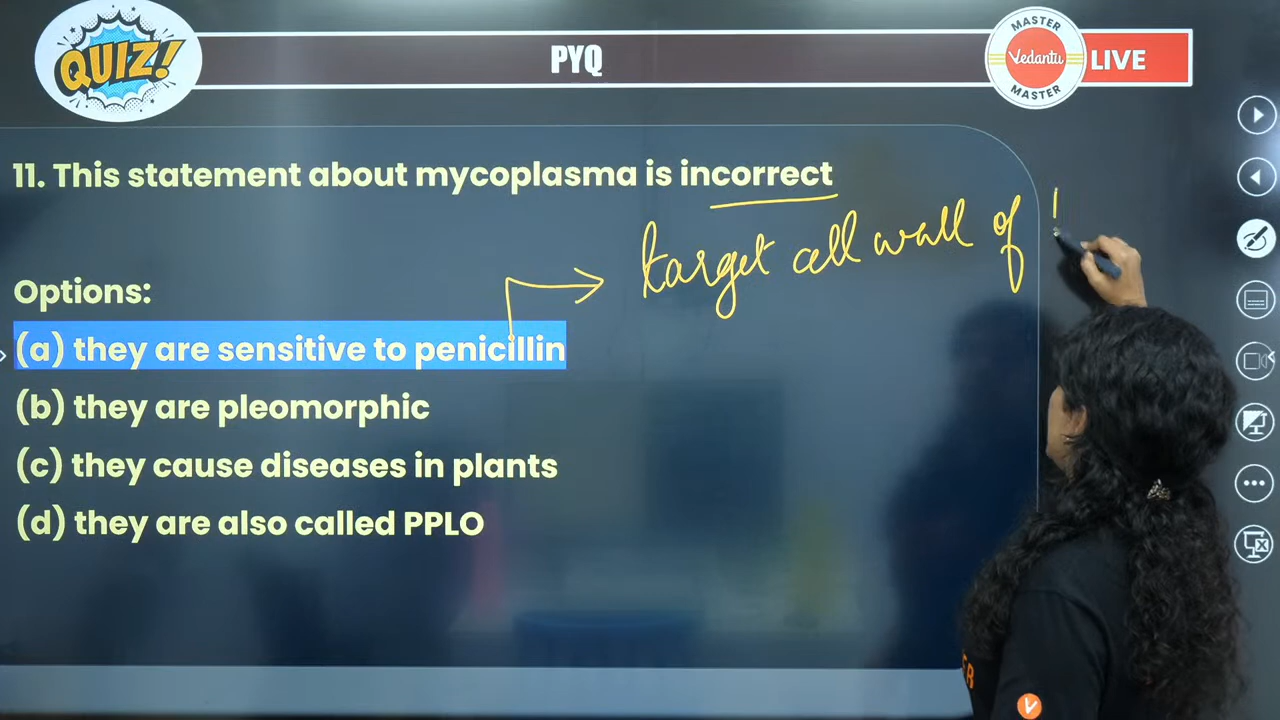 QUIZ!
PYQ
MASTER
Vedantu
MASTER
LIVE
11. This statement about mycoplasma is incorrect
target cell wall of
Options:
(a) they are sensitive to penicillin
(b) they are pleomorphic
(c) they cause diseases in plants
(d) they are also called PPLO